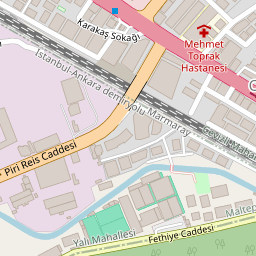 Karakaş Sokağı
Mehmet
Toprak
Hastanesi
İstanbul-Ankara demiryolu Marmaray
Piri Reis Caddesi
Yalı Mahallesi
Fethiye Caddesi